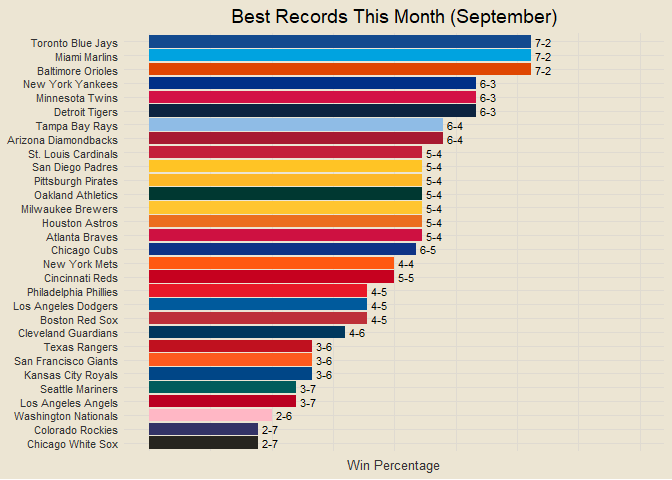 Best Records This Month (September)
Toronto Blue Jays 7-2
Miami Marlins 7-2
Baltimore Orioles 7-2
New York Yankees 6-3
Minnesota Twins 6-3
Detroit Tigers 6-3
Tampa Bay Rays 6-4
Arizona Diamondbacks 6-4
St. Louis Cardinals 5-4
San Diego Padres 5-4
Pittsburgh Pirates 5-4
Oakland Athletics 5-4
Milwaukee Brewers 5-4
Houston Astros 5-4
Atlanta Braves 5-4
Chicago Cubs 6-5
New York Mets 4-4
Cincinnati Reds 5-5
Philadelphia Phillies 4-5
Los Angeles Dodgers 4-5
Boston Red Sox 4-5
Cleveland Guardians 4-6
Texas Rangers 3-6
San Francisco Giants 3-6
Kansas City Royals 3-6
Seattle Mariners 3-7
Los Angeles Angels 3-7
Washington Nationals 2-6
Colorado Rockies 2-7
Chicago White Sox 2-7
Win Percentage